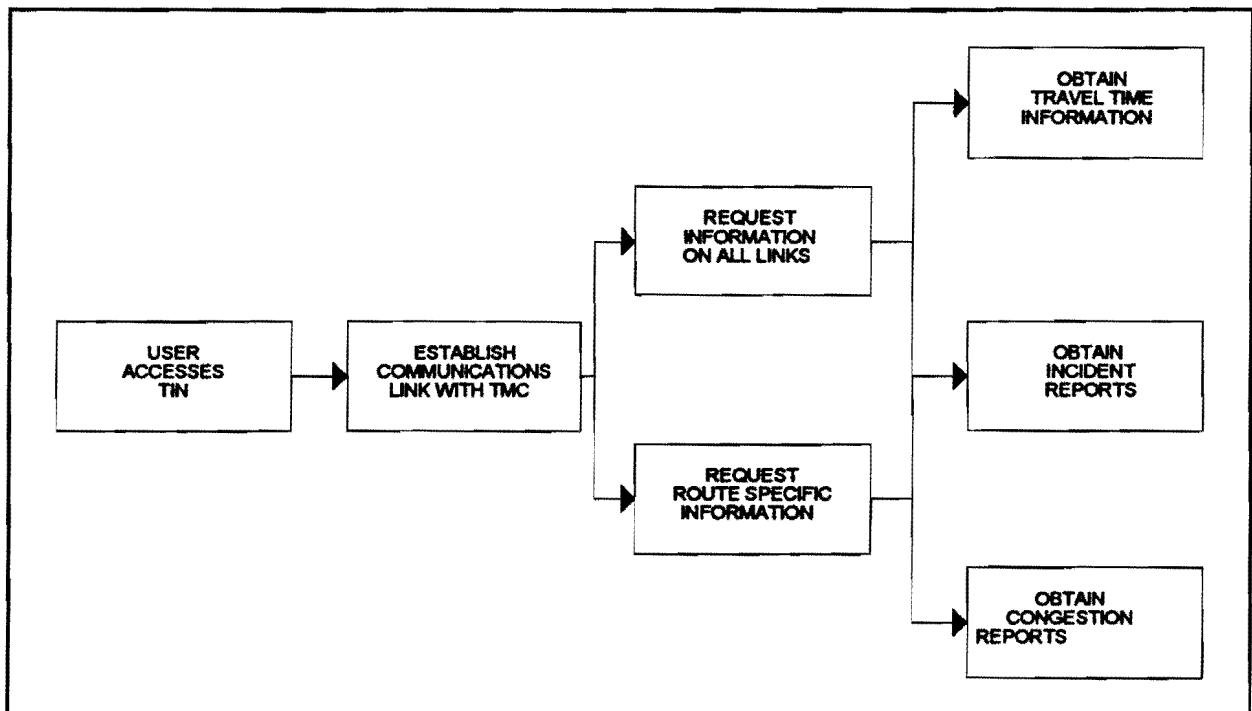 USER
ACCESSES
TIN
ESTABLISH
COMMUNICATIONS
LINK WITH TMC
REQUEST
INFORMATION
ON ALL LINKS
REQUEST
ROUTE SPECIFIC
INFORMATION
OBTAIN
TRAVEL TIME
INFORMATION
OBTAIN
INCIDENT
REPORTS
OBTAIN
CONGESTION
REPORTS